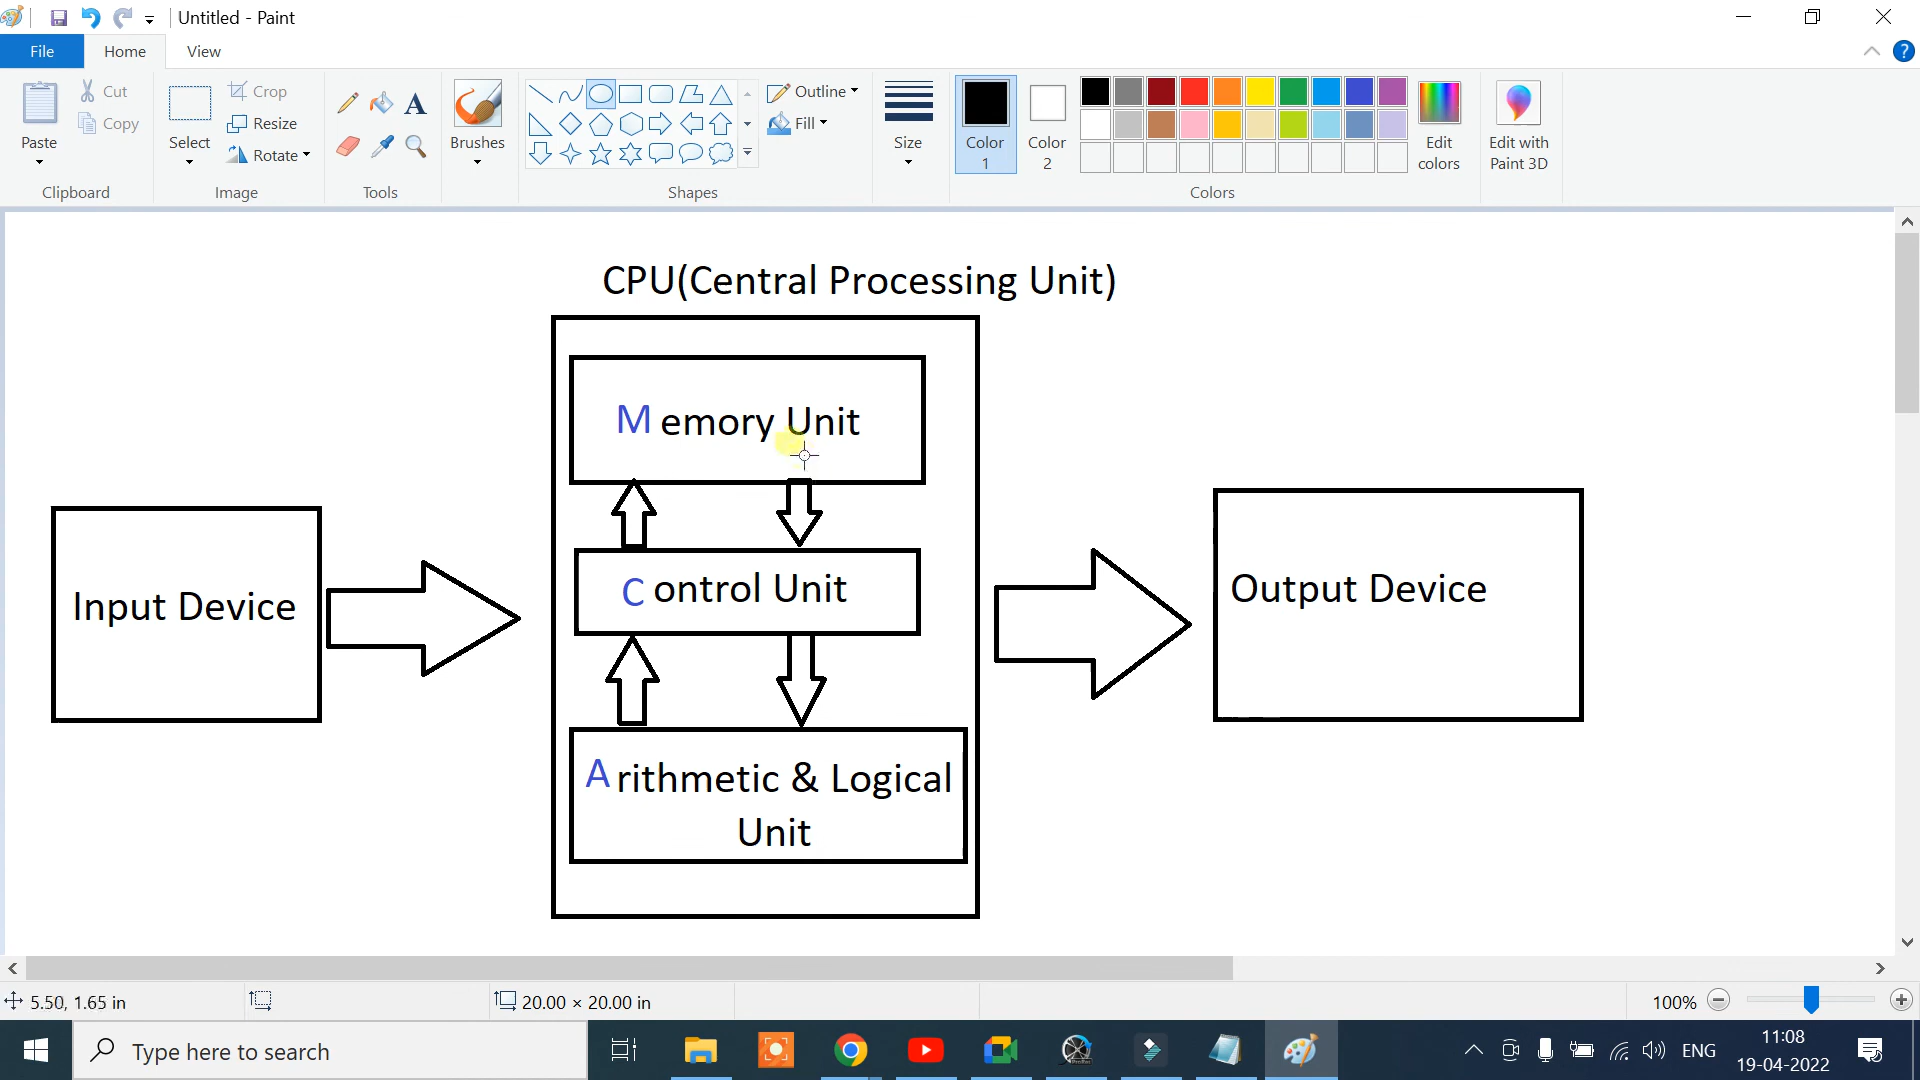 Untitled - Paint
File Home View
Paste
Cut
Copy
Clipboard
Select
Crop
Resize
Rotate
Image
A
Tools
Brushes
Outline
Fill
Shapes
Size
Color 1
Color 2
Edit colors
Colors
Edit with Paint 3D
?
CPU(Central Processing Unit)
Memory Unit
Control Unit
Arithmetic & Logical
Unit
Input Device
Output Device
5.50, 1.65 in
20.00 × 20.00 in
100%
Type here to search
ENG
11:08
19-04-2022